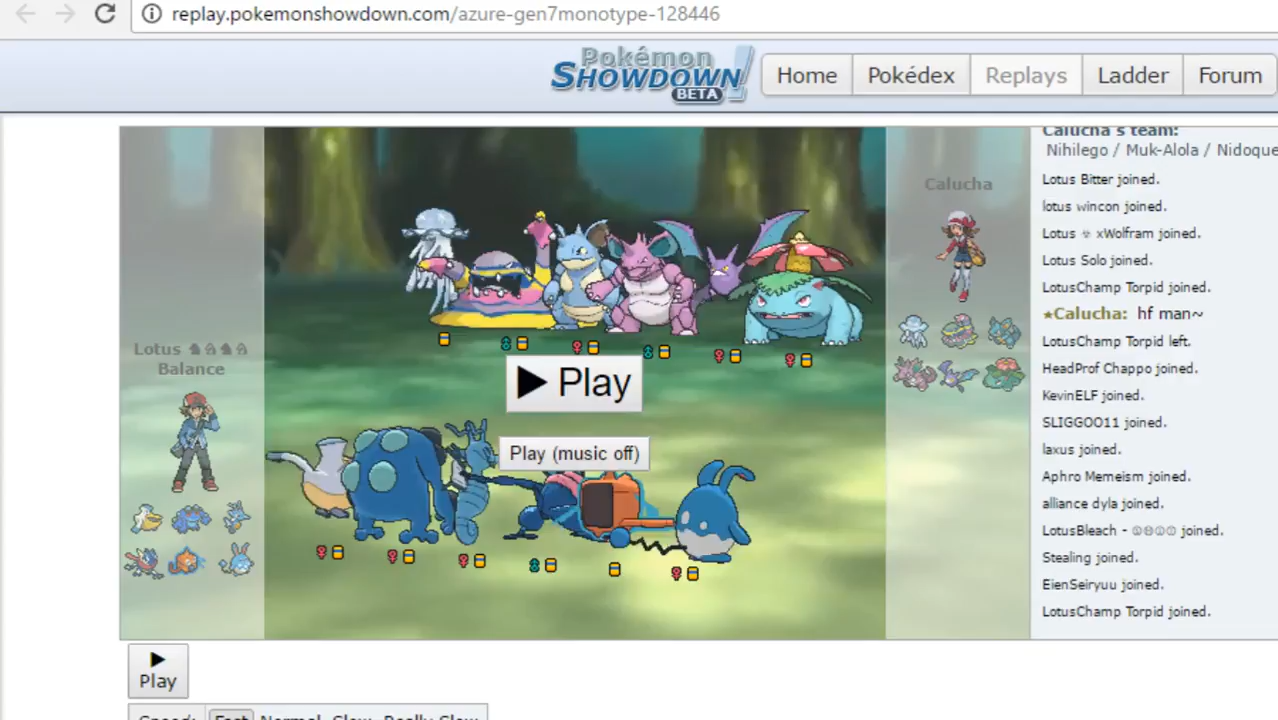 replay.pokemonshowdown.com/azure-gen7monotype-128446
Pokémon
SHOWDOWN!
BETA
Home
Pokédex
Replays
Ladder
Forum
Calucha's team:
Nihilego / Muk-Alola / Nidoque
Lotus Bitter joined.
lotus wincon joined.
Lotus ☣ xWolfram joined.
Lotus Solo joined.
LotusChamp Torpid joined.
★Calucha: hf man~
LotusChamp Torpid left.
HeadProf Chappo joined.
KevinELF joined.
SLIGGOO11 joined.
laxus joined.
Aphro Memeism joined.
alliance dyla joined.
LotusBleach - joined.
Stealing joined.
EienSeiryuu joined.
LotusChamp Torpid joined.
Calucha
Lotus ♞♘♞♘
Balance
▶ Play
Play (music off)
▶
Play
Speed: Fast Normal Slow Really Slow